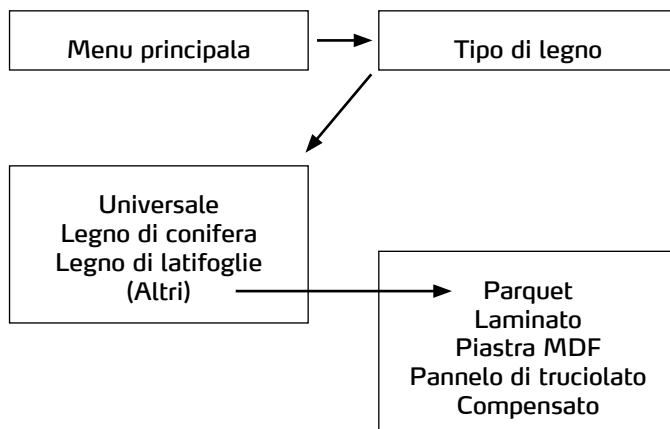 Menu principala
Tipo di legno
Universale
Legno di conifera
Legno di latifoglie
(Altri)
Parquet
Laminato
Piastra MDF
Pannelo di truciolato
Compensato